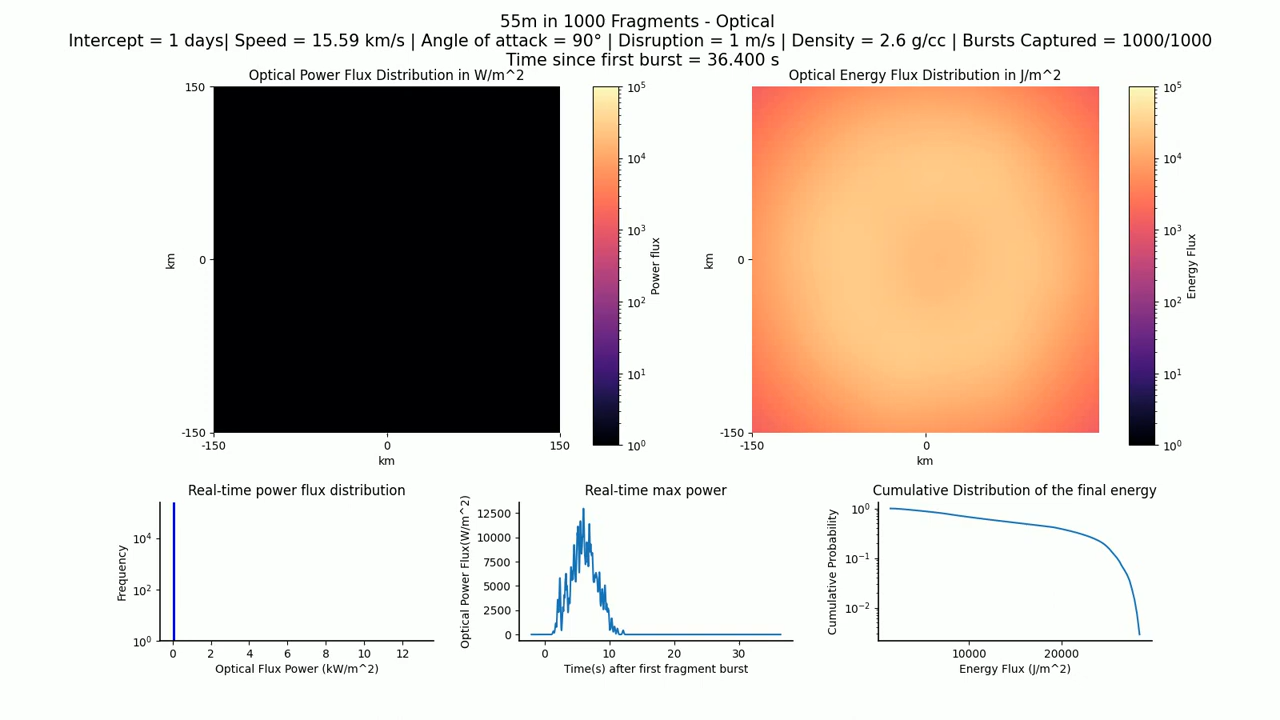 55m in 1000 Fragments - Optical
Intercept = 1 days| Speed = 15.59 km/s | Angle of attack = 90° | Disruption = 1 m/s | Density = 2.6 g/cc | Bursts Captured = 1000/1000
Time since first burst = 36.400 s
Optical Power Flux Distribution in W/m^2
150
0
-150
km
-150
0
150
km
10^5
10^4
10^3
10^2
10^1
10^0
Power flux
Optical Energy Flux Distribution in J/m^2
0
-150
km
-150
0
km
10^5
10^4
10^3
10^2
10^1
10^0
Energy Flux
Real-time power flux distribution
10^4
10^2
10^0
Frequency
0 2 4 6 8 10 12
Optical Flux Power (kW/m^2)
Real-time max power
12500
10000
7500
5000
2500
0
Optical Power Flux(W/m^2)
0 10 20 30
Time(s) after first fragment burst
Cumulative Distribution of the final energy
10^0
10^-1
10^-2
Cumulative Probability
10000 20000
Energy Flux (J/m^2)